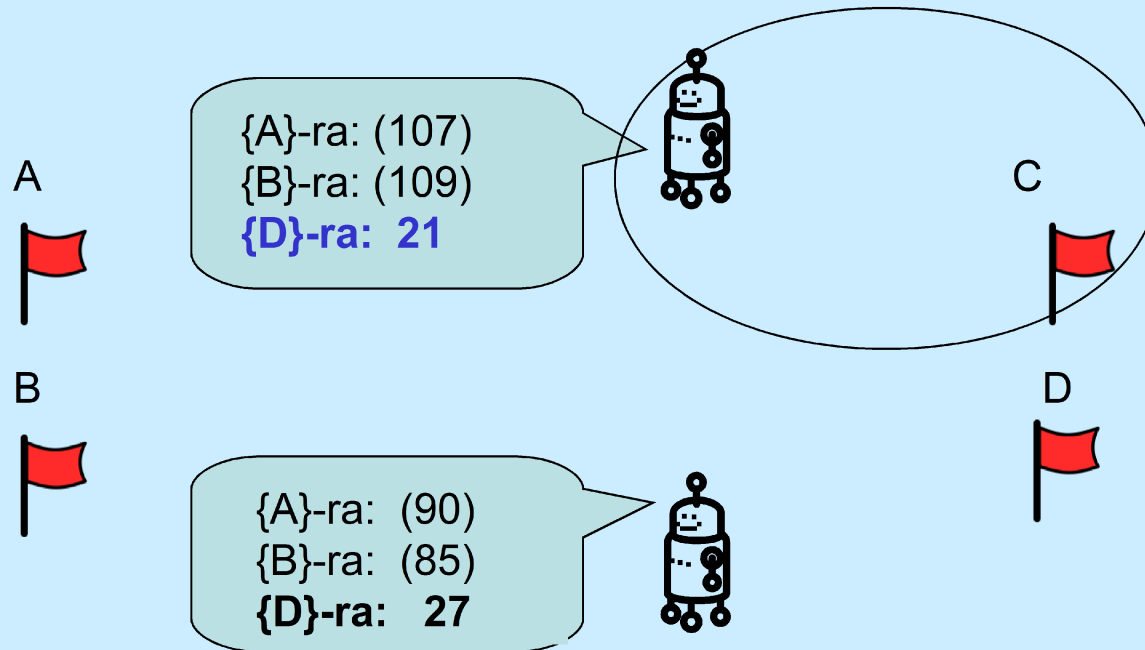 {A}-ra: (107)
{B}-ra: (109)
{D}-ra: 21
A
C
B
D
{A}-ra: (90)
{B}-ra: (85)
{D}-ra: 27